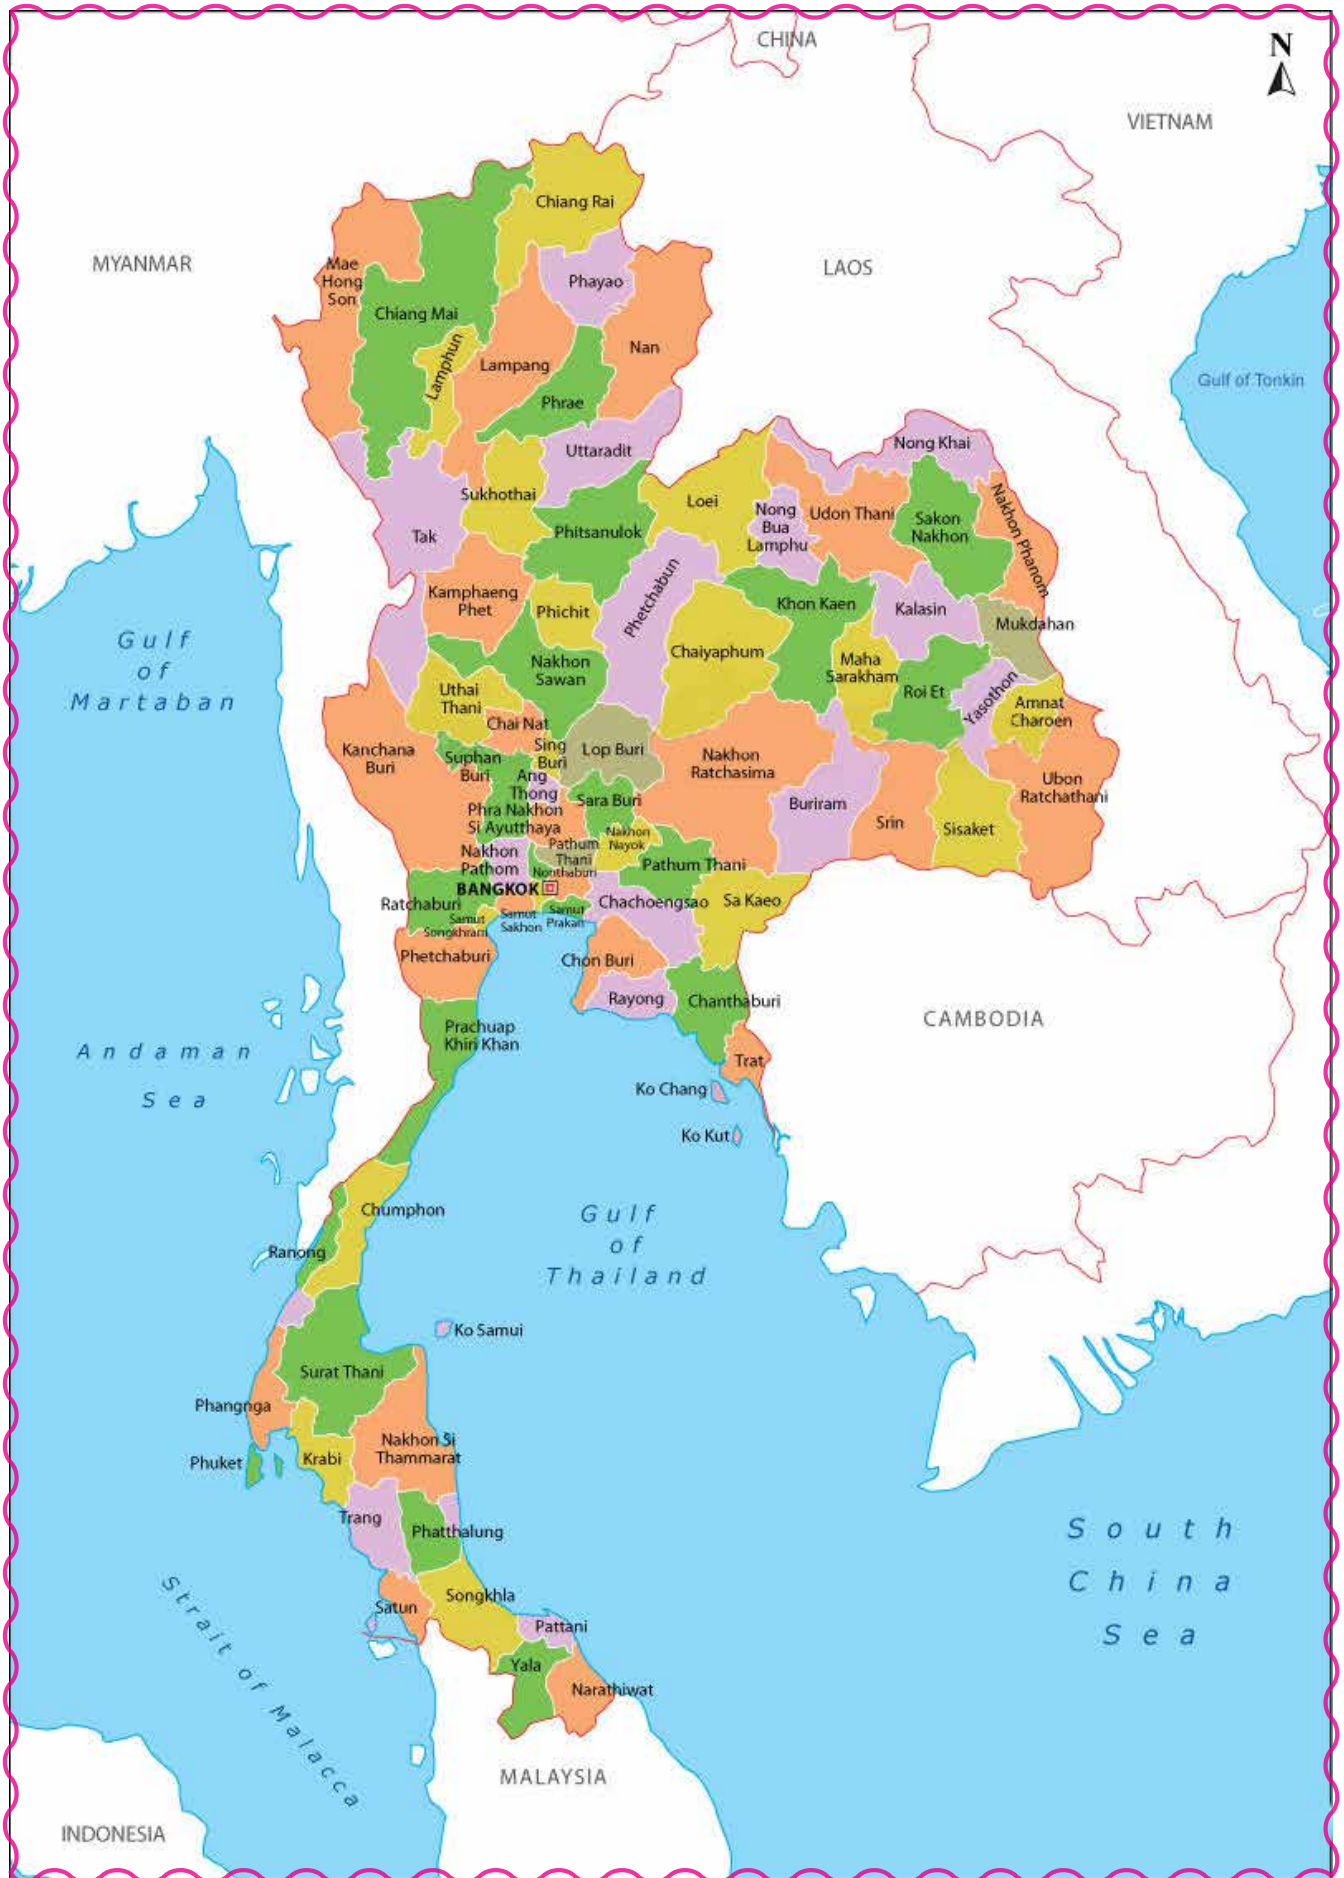 CHINA
N
VIETNAM
Chiang Rai
MYANMAR
Mae
Hong
Son
LAOS
Phayao
Chiang Mai
Nan
Lamphun
Lampang
Gulf of Tonkin
Phrae
Uttaradit
Nong Khai
Sukhothai
Loei
Nong
Bua
Lamphu
Udon Thani
Sakon
Nakhon
Nakhon Phanom
Tak
Phitsanulok
Kamphaeng
Phet
Phichit
Phetchabun
Khon Kaen
Kalasin
Mukdahan
Gulf
of
Martaban
Nakhon
Sawan
Chaiyaphum
Maha
Sarakham
Roi Et
Yasothon
Amnat
Charoen
Uthai
Thani
Chai Nat
Kanchana
Buri
Suphan
Buri
Sing
Buri
Lop Buri
Nakhon
Ratchasima
Ubon
Ratchathani
Ang
Thong
Sara Buri
Buriram
Srin
Sisaket
Phra Nakhon
Si Ayutthaya
Nakhon
Nayok
Nakhon
Pathom
Pathum
Thani
Nonthaburi
Pathum Thani
BANGKOK
Ratchaburi
Samut
Songkhram
Samut
Sakhon
Samut
Prakan
Chachoengsao
Sa Kaeo
Phetchaburi
Chon Buri
Rayong
Chanthaburi
CAMBODIA
Prachuap
Khiri Khan
Andaman
Sea
Trat
Ko Chang
Ko Kut
Chumphon
Gulf
of
Thailand
Ranong
Ko Samui
Surat Thani
Phangnga
Nakhon Si
Thammarat
Phuket
Krabi
Trang
Phatthalung
South
China
Sea
Songkhla
Satun
Pattani
Strait of Malacca
Yala
Narathiwat
MALAYSIA
INDONESIA